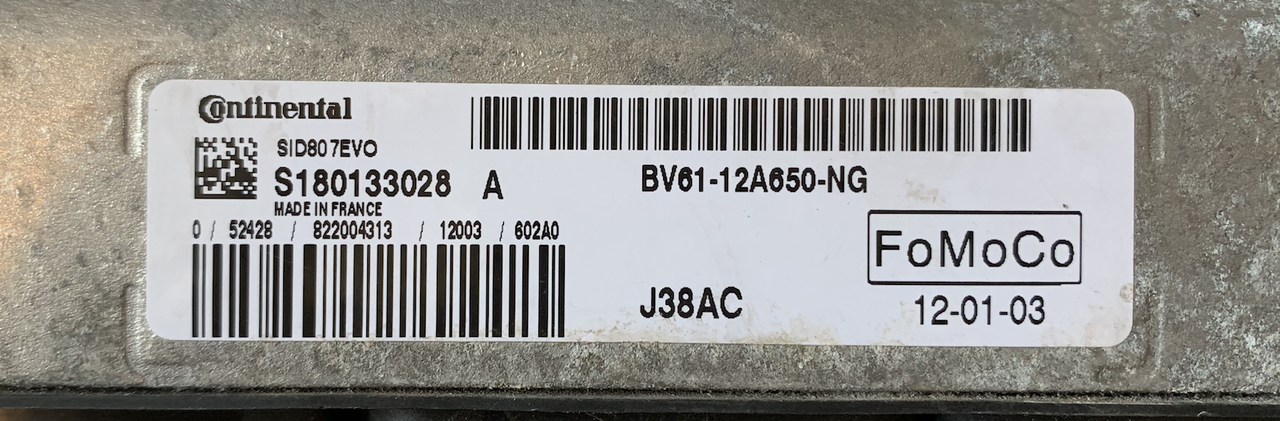 Continental
SID807EVO
S180133028 A
MADE IN FRANCE
0 / 52428 / 822004313 / 12003 / 602A0
BV61-12A650-NG
FoMoCo
J38AC
12-01-03